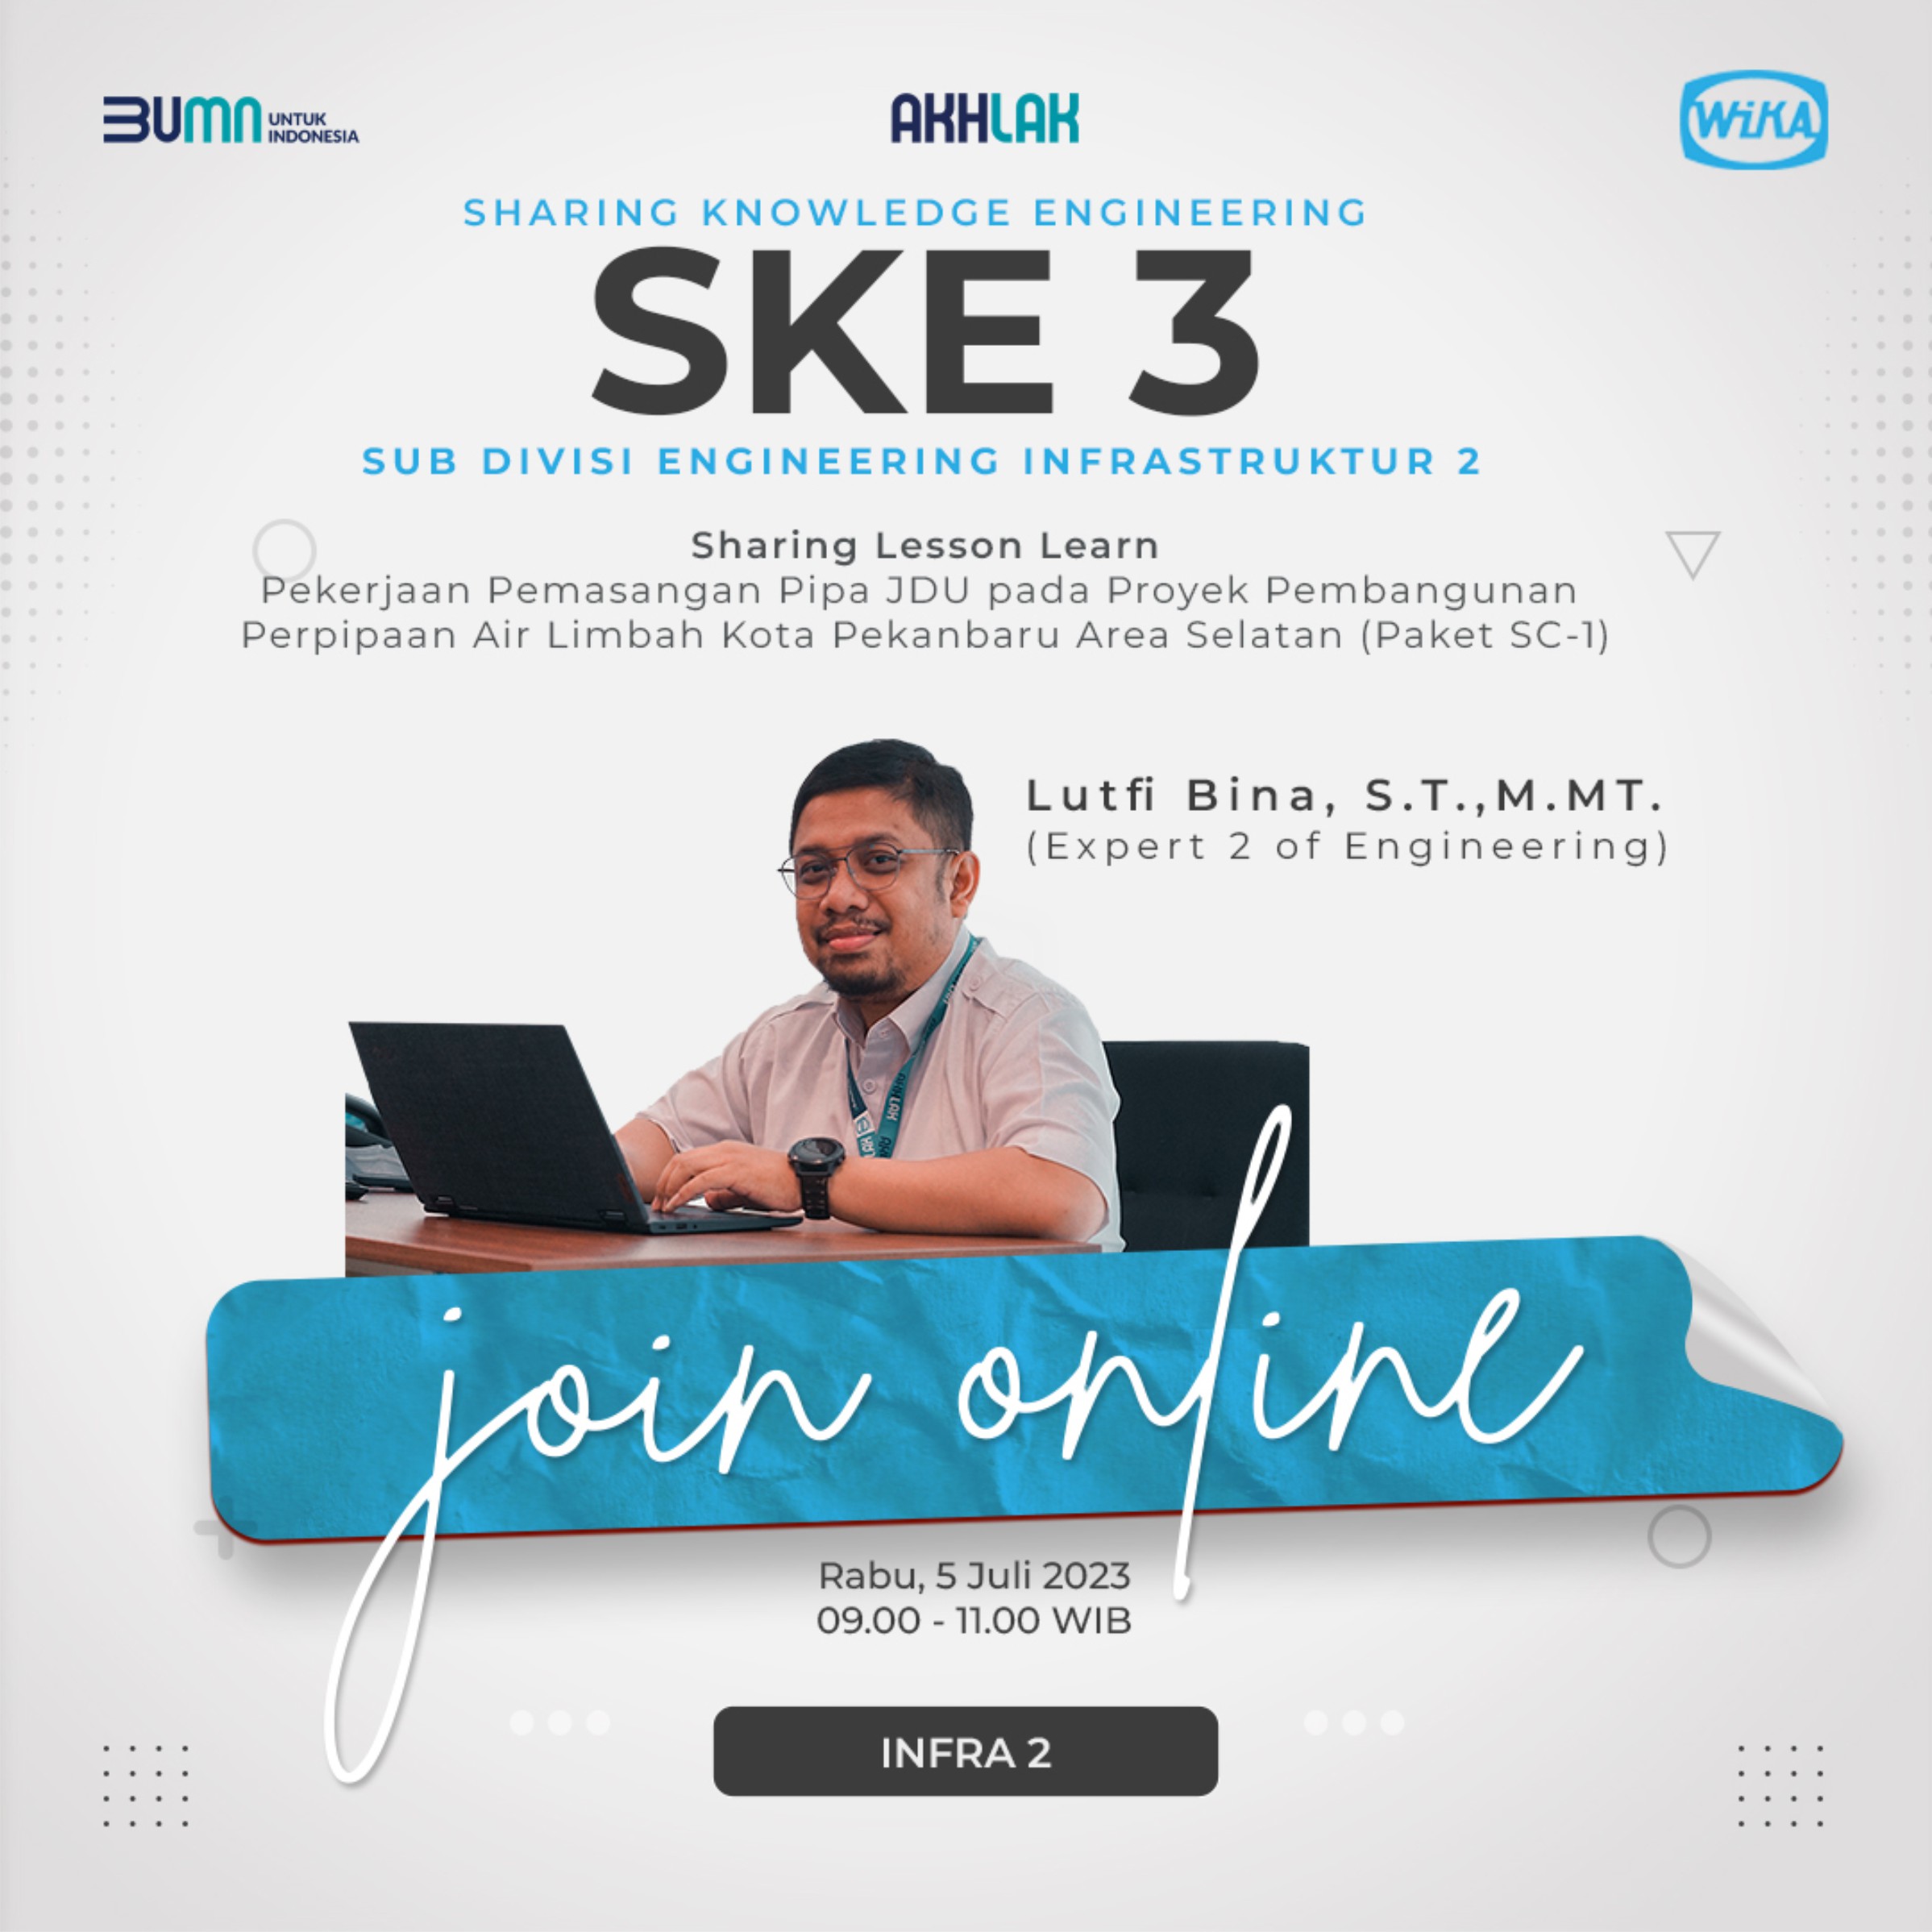 BUMN UNTUK
INDONESIA
AKHLAK
WiKA
SHARING KNOWLEDGE ENGINEERING
SKE 3
SUB DIVISI ENGINEERING INFRASTRUKTUR 2
Sharing Lesson Learn
Pekerjaan Pemasangan Pipa JDU pada Proyek Pembangunan
Perpipaan Air Limbah Kota Pekanbaru Area Selatan (Paket SC-1)
Lutfi Bina, S.T.,M.MT.
(Expert 2 of Engineering)
AKHLAK
join online
Rabu, 5 Juli 2023
09.00 - 11.00 WIB
INFRA 2